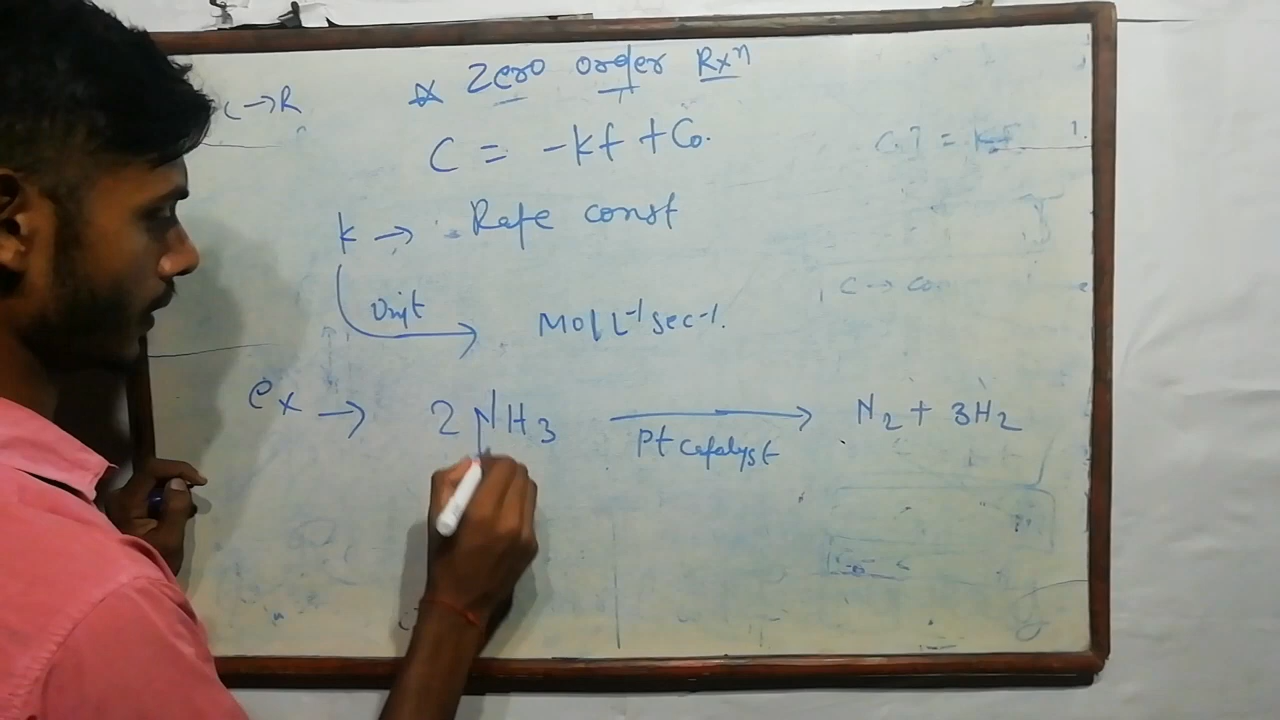 ☆ Zero order Rxⁿ
→R
C = -kt + C₀.
k → Rate const
Unit → Mol L⁻¹ sec⁻¹.
ex → 2NH₃ → N₂ + 3H₂
Pt catalyst